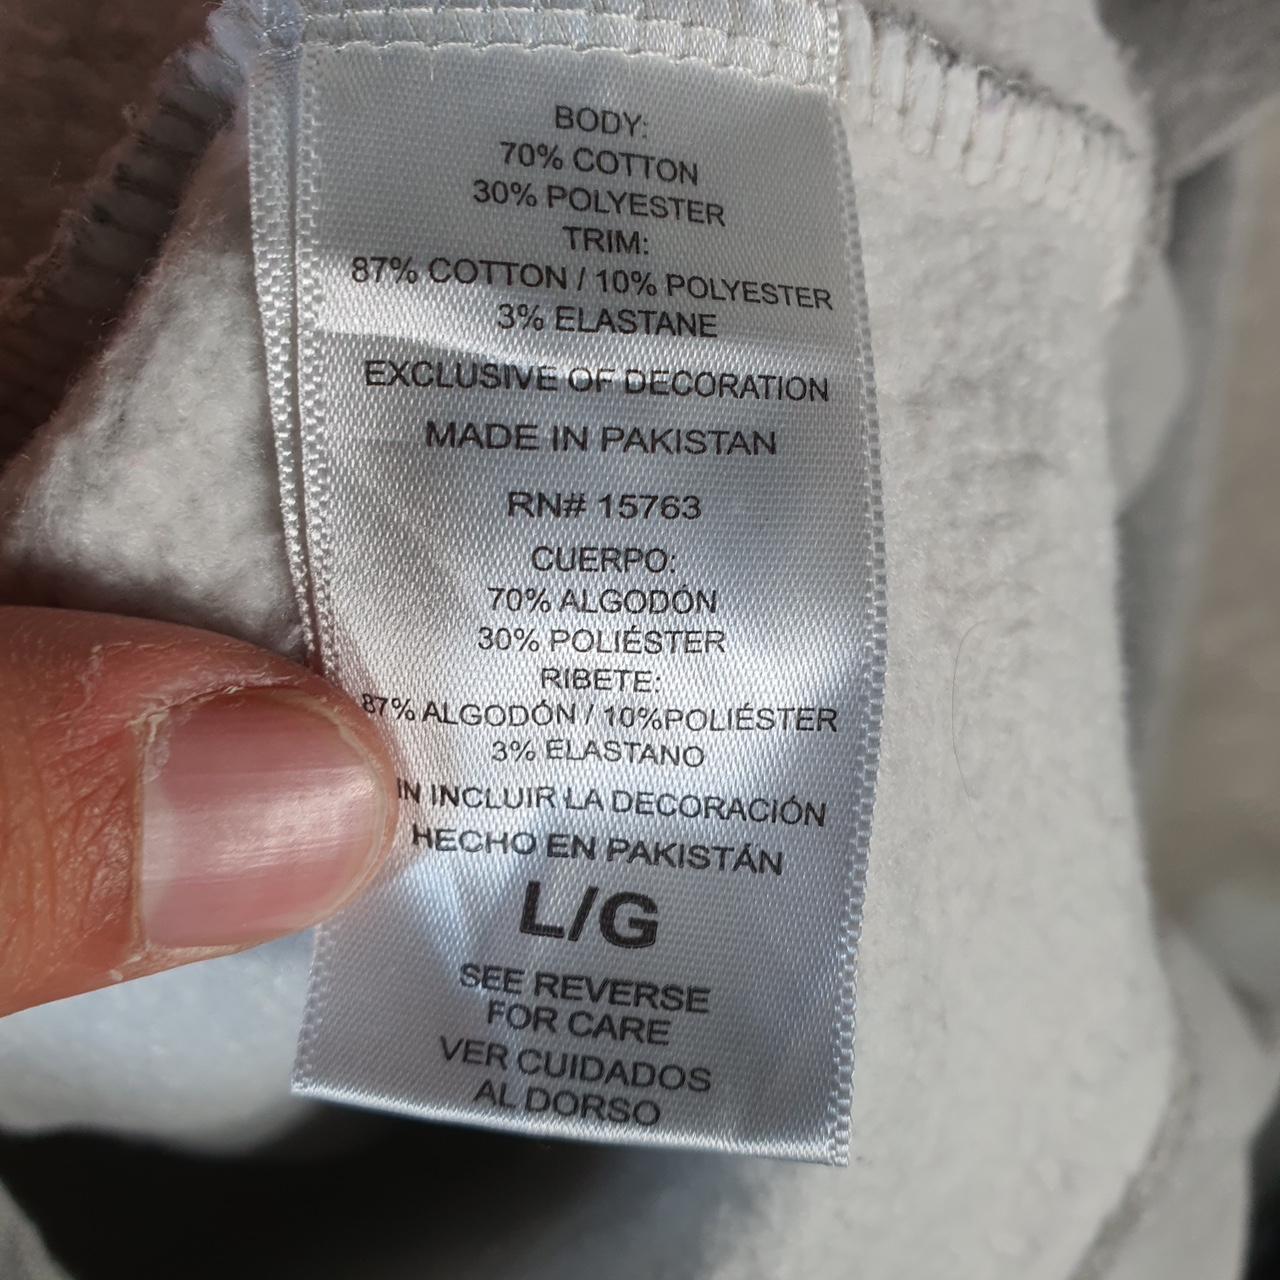 BODY:
70% COTTON
30% POLYESTER
TRIM:
87% COTTON / 10% POLYESTER
3% ELASTANE
EXCLUSIVE OF DECORATION
MADE IN PAKISTAN
RN# 15763
CUERPO:
70% ALGODÓN
30% POLIÉSTER
RIBETE:
87% ALGODÓN / 10%POLIÉSTER
3% ELASTANO
IN INCLUIR LA DECORACIÓN
HECHO EN PAKISTÁN
L/G
SEE REVERSE
FOR CARE
VER CUIDADOS
AL DORSO